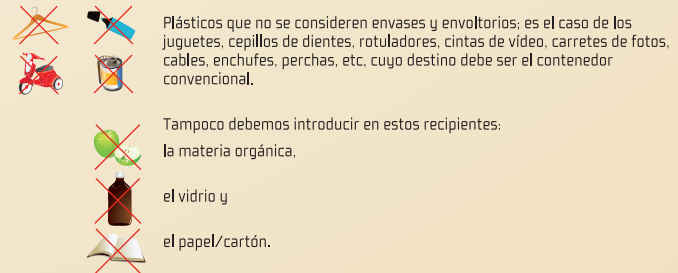 Plásticos que no se consideren envases y envoltorios; es el caso de los
juguetes, cepillos de dientes, rotuladores, cintas de vídeo, carretes de fotos,
cables, enchufes, perchas, etc, cuyo destino debe ser el contenedor
convencional.
Tampoco debemos introducir en estos recipientes:
la materia orgánica,
el vidrio y
el papel/cartón.